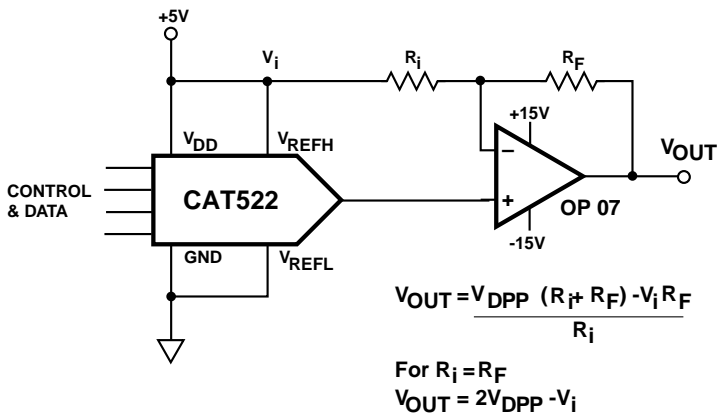 +5V
Vi
Ri
RF
+15V
VDD
VREFH
VOUT
–
CONTROL
& DATA
CAT522
+
OP 07
GND
VREFL
-15V
VOUT = VDPP (Ri+ RF) -Vi RF
Ri
For Ri = RF
VOUT = 2VDPP -Vi